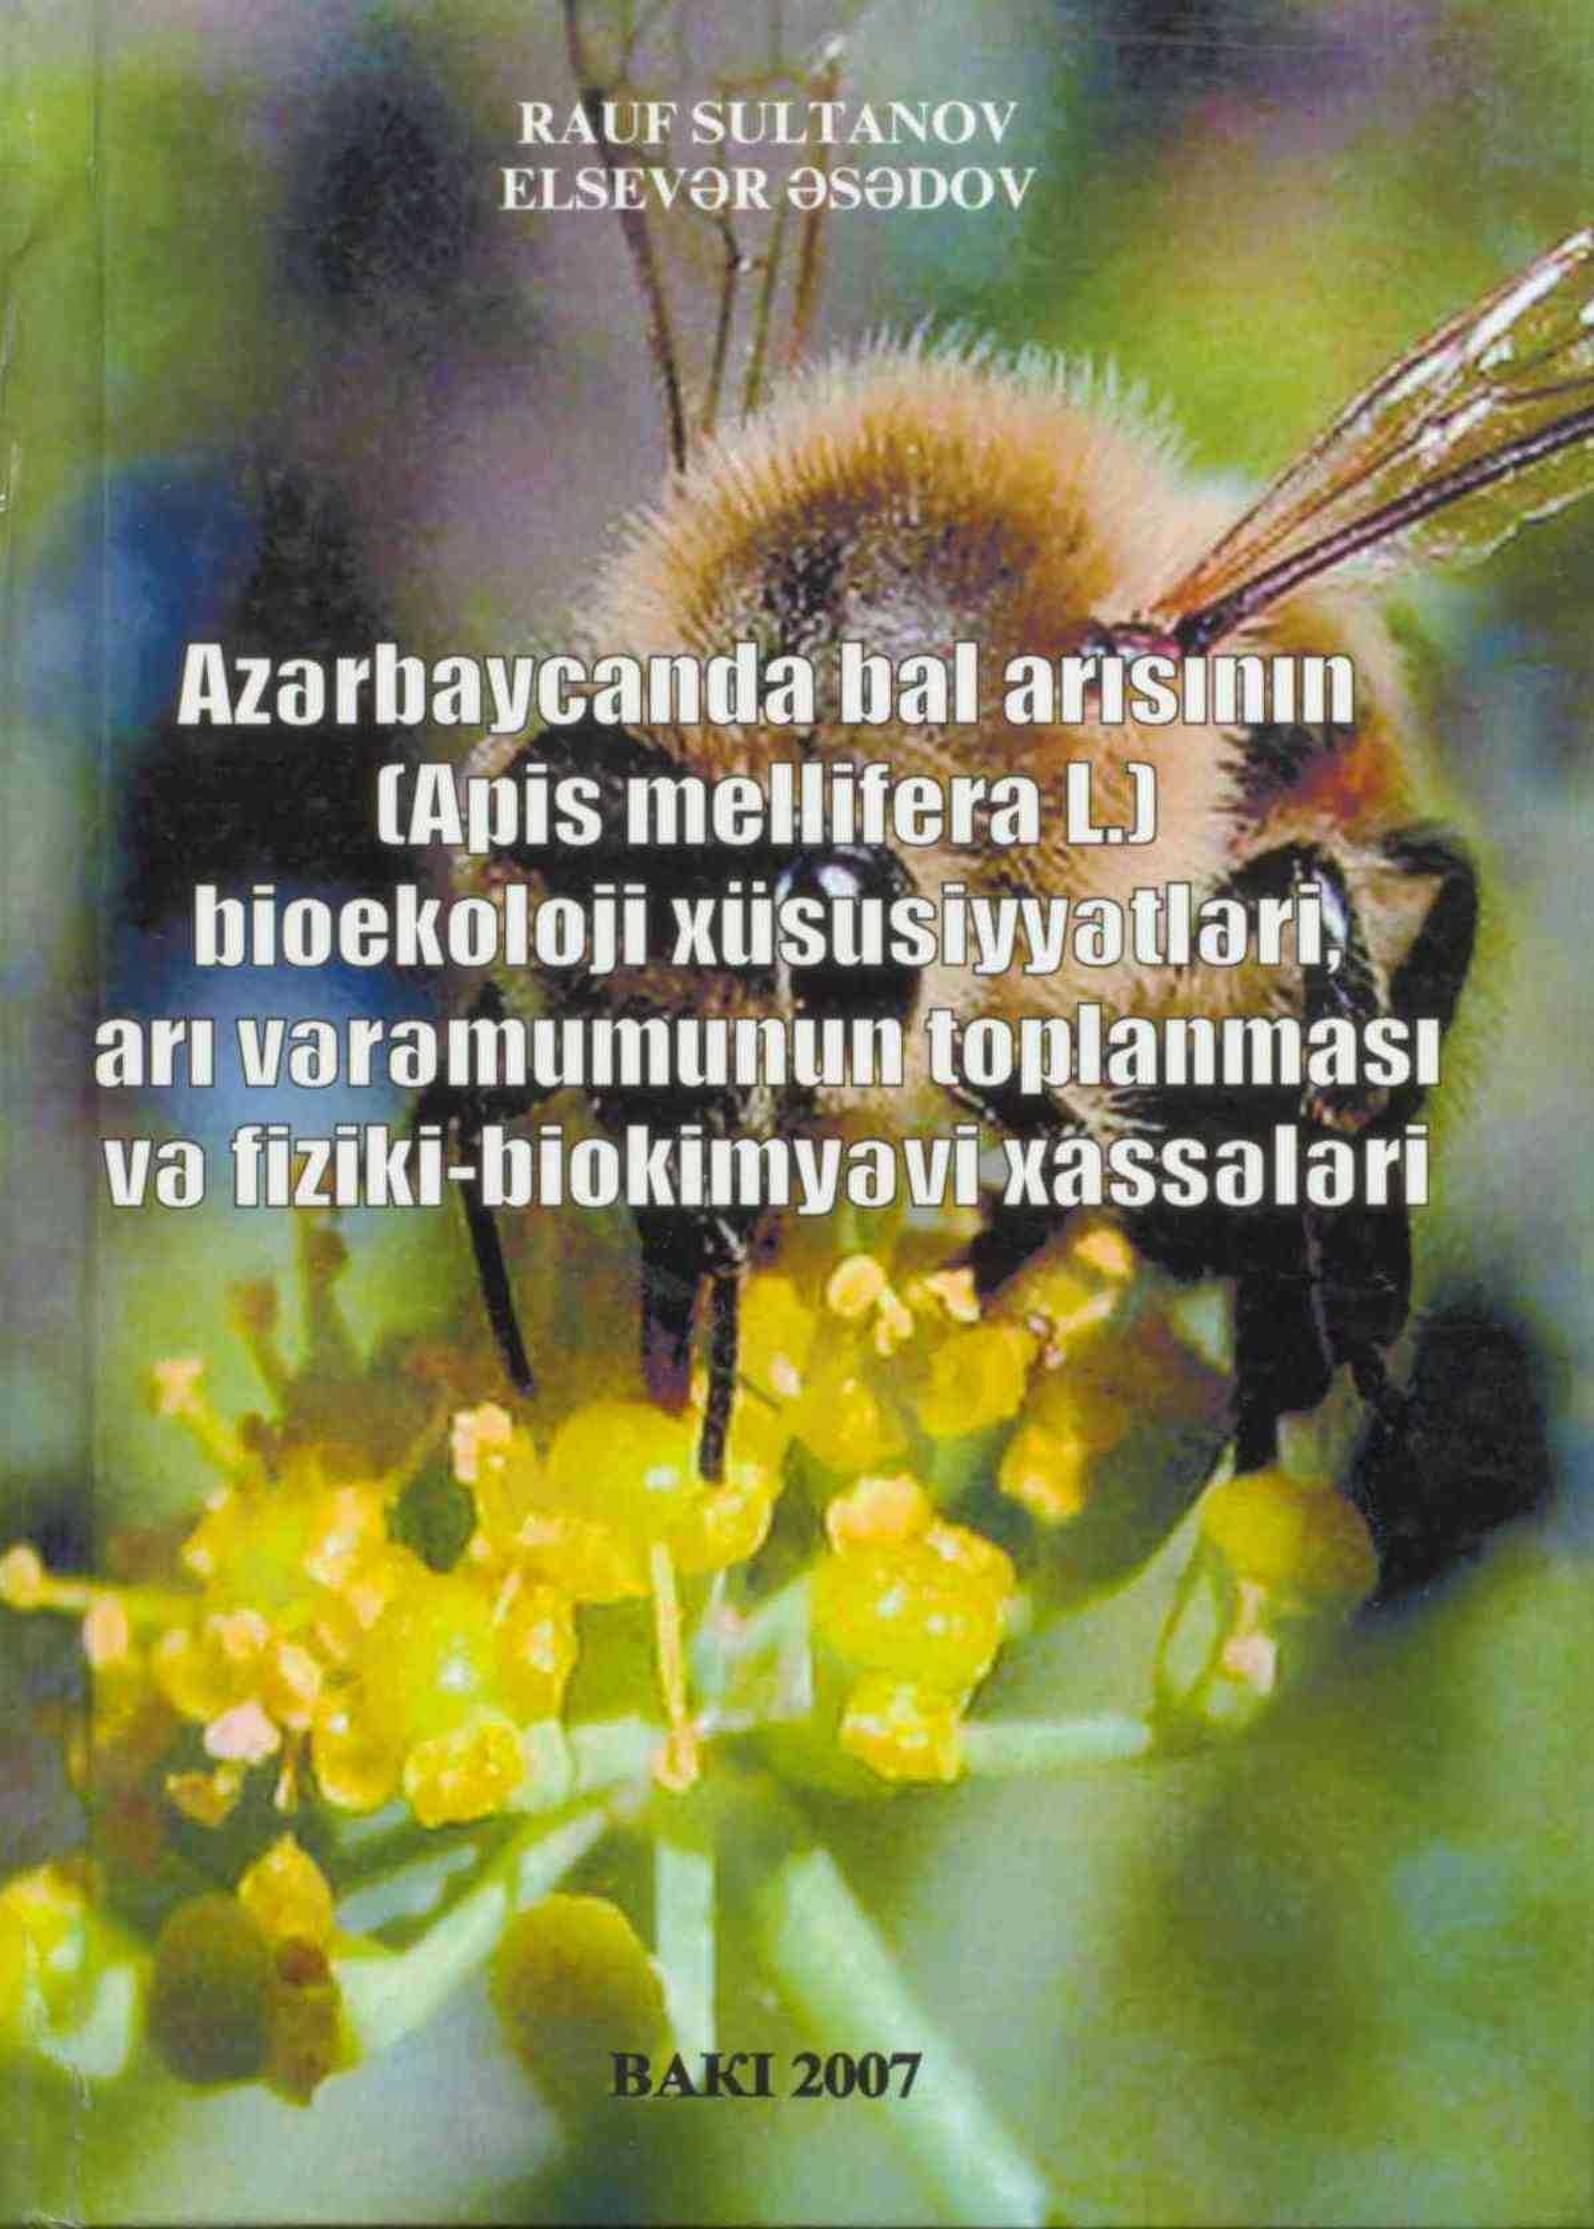 RAUF SULTANOV
ELSEVƏR ƏSƏDOV
Azərbaycanda bal arısının
(Apis mellifera L.)
bioekoloji xüsusiyyətləri,
arı vərəmumunun toplanması
və fiziki-biokimyəvi xassələri
BAKI 2007